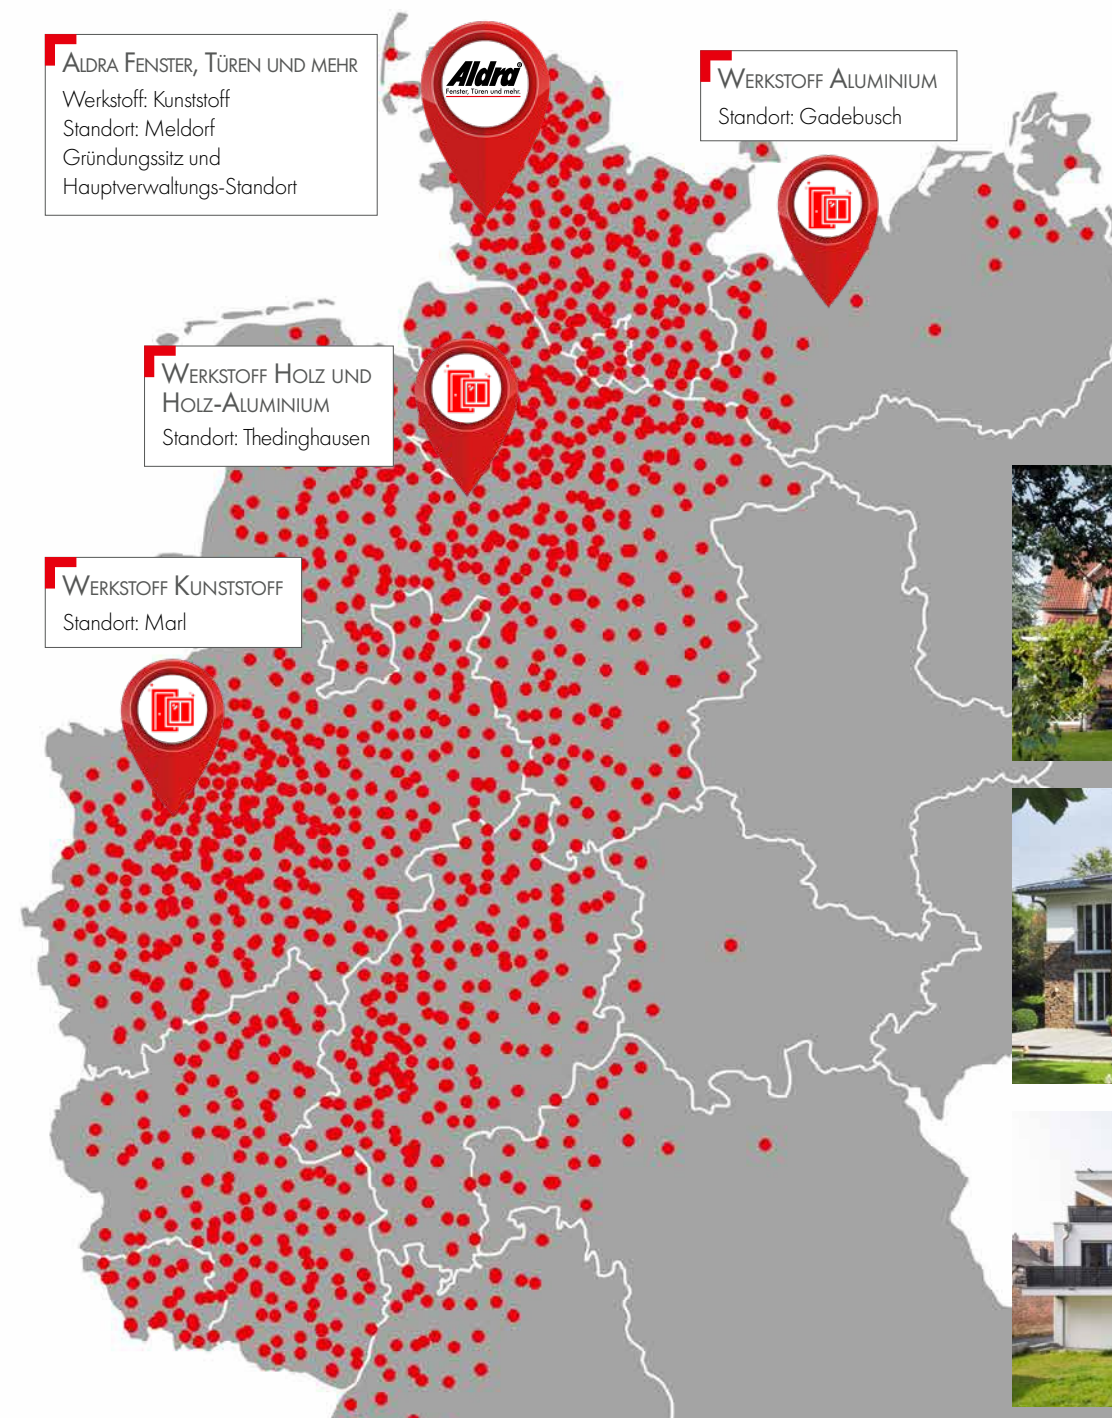 Aldra Fenster, Türen und mehr
Werkstoff: Kunststoff
Standort: Meldorf
Gründungssitz und
Hauptverwaltungs-Standort
Aldra®
Fenster, Türen und mehr.
Werkstoff Aluminium
Standort: Gadebusch
Werkstoff Holz und
Holz-Aluminium
Standort: Thedinghausen
Werkstoff Kunststoff
Standort: Marl